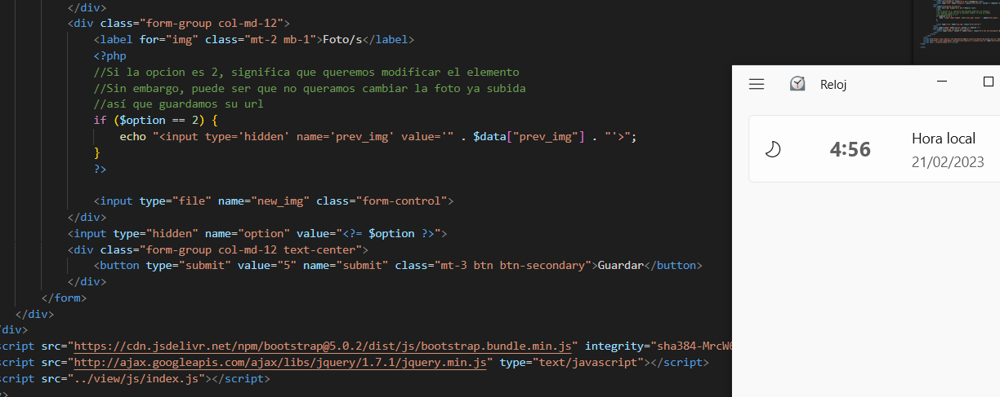 </div>
<div class="form-group col-md-12">
<label for="img" class="mt-2 mb-1">Foto/s</label>
<?php
//Si la opcion es 2, significa que queremos modificar el elemento
//Sin embargo, puede ser que no queramos cambiar la foto ya subida
//así que guardamos su url
if ($option == 2) {
echo "<input type='hidden' name='prev_img' value='" . $data["prev_img"] . "'>";
}
?>
<input type="file" name="new_img" class="form-control">
</div>
<input type="hidden" name="option" value="<?= $option ?>">
<div class="form-group col-md-12 text-center">
<button type="submit" value="5" name="submit" class="mt-3 btn btn-secondary">Guardar</button>
</div>
</form>
</div>
/div>
script src="https://cdn.jsdelivr.net/npm/bootstrap@5.0.2/dist/js/bootstrap.bundle.min.js" integrity="sha384-MrcW6
script src="http://ajax.googleapis.com/ajax/libs/jquery/1.7.1/jquery.min.js" type="text/javascript"></script>
script src="../view/js/index.js"></script>
>
Reloj
4:56
Hora local
21/02/2023